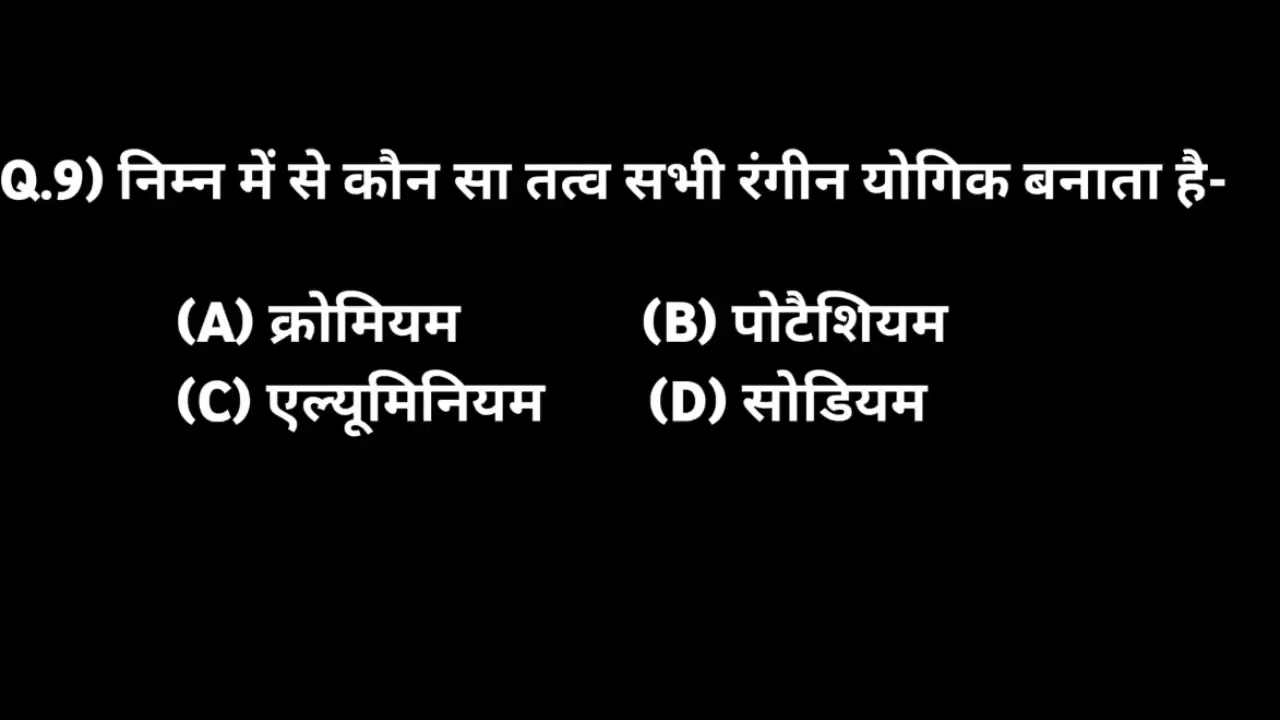 Q.9) निम्न में से कौन सा तत्व सभी रंगीन योगिक बनाता है-
(A) क्रोमियम (B) पोटैशियम
(C) एल्यूमिनियम (D) सोडियम